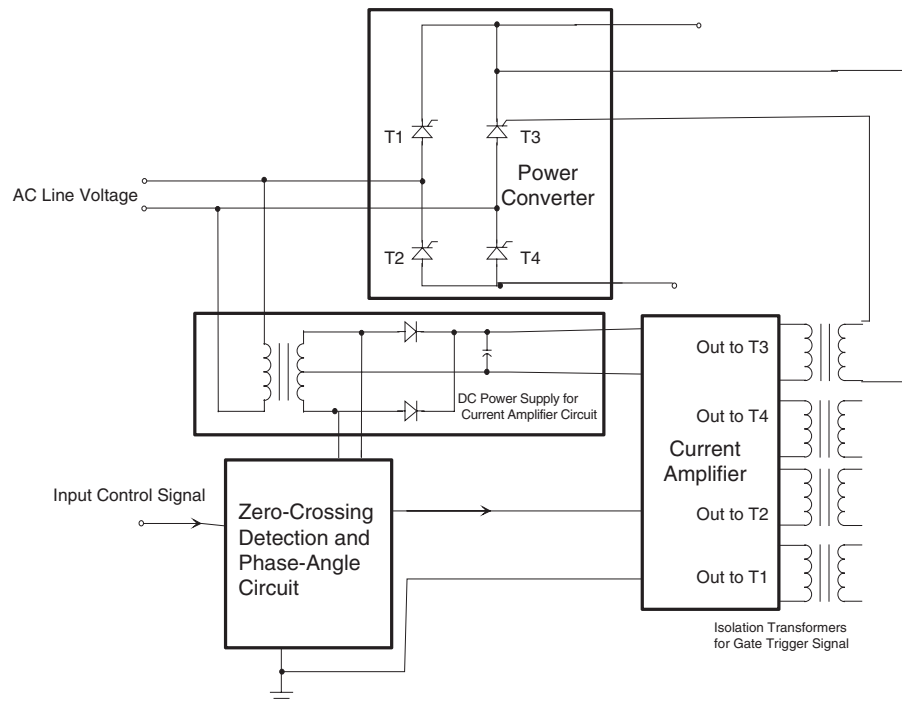 T1
T3
Power
Converter
AC Line Voltage
T2
T4
Out to T3
DC Power Supply for
Current Amplifier Circuit
Out to T4
Current
Amplifier
Input Control Signal
Zero-Crossing
Detection and
Phase-Angle
Circuit
Out to T2
Out to T1
Isolation Transformers
for Gate Trigger Signal